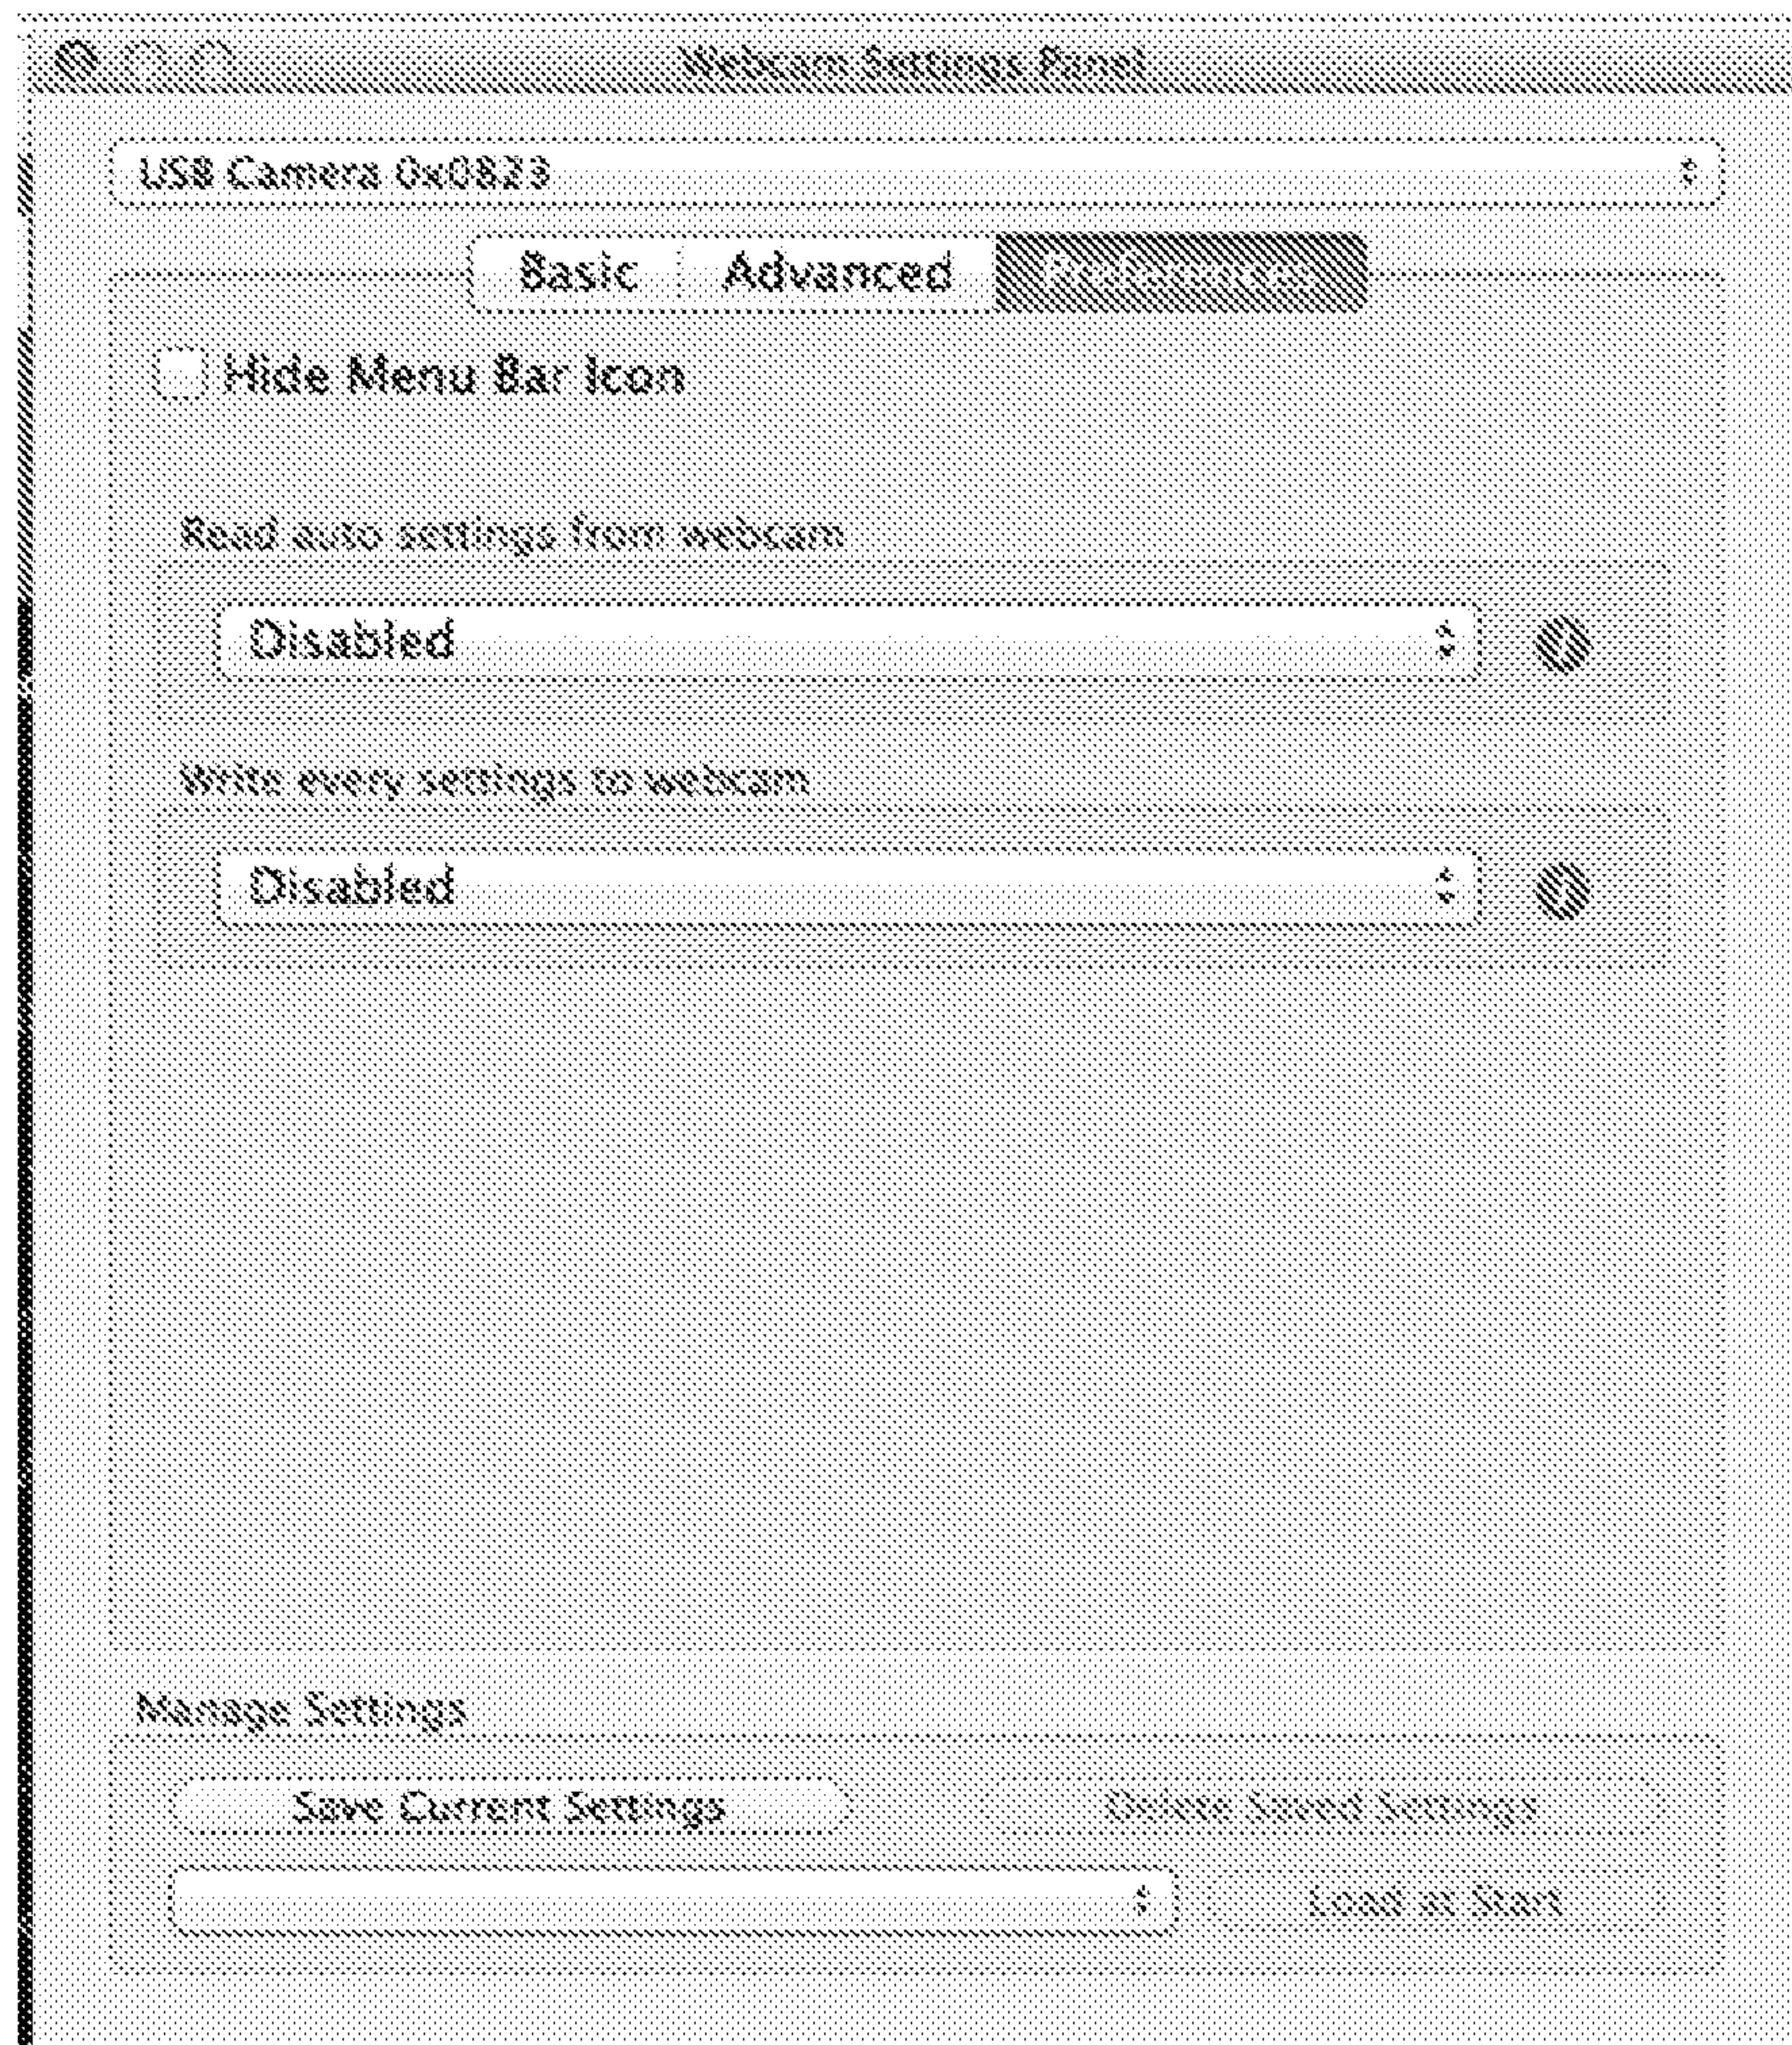 Webcam Settings Panel
USB Camera 0x0823
Basic Advanced Preferences
Hide Menu Bar Icon
Read auto settings from webcam
Disabled
Write every settings to webcam
Disabled
Manage Settings
Save Current Settings Delete Saved Settings
Load at Start